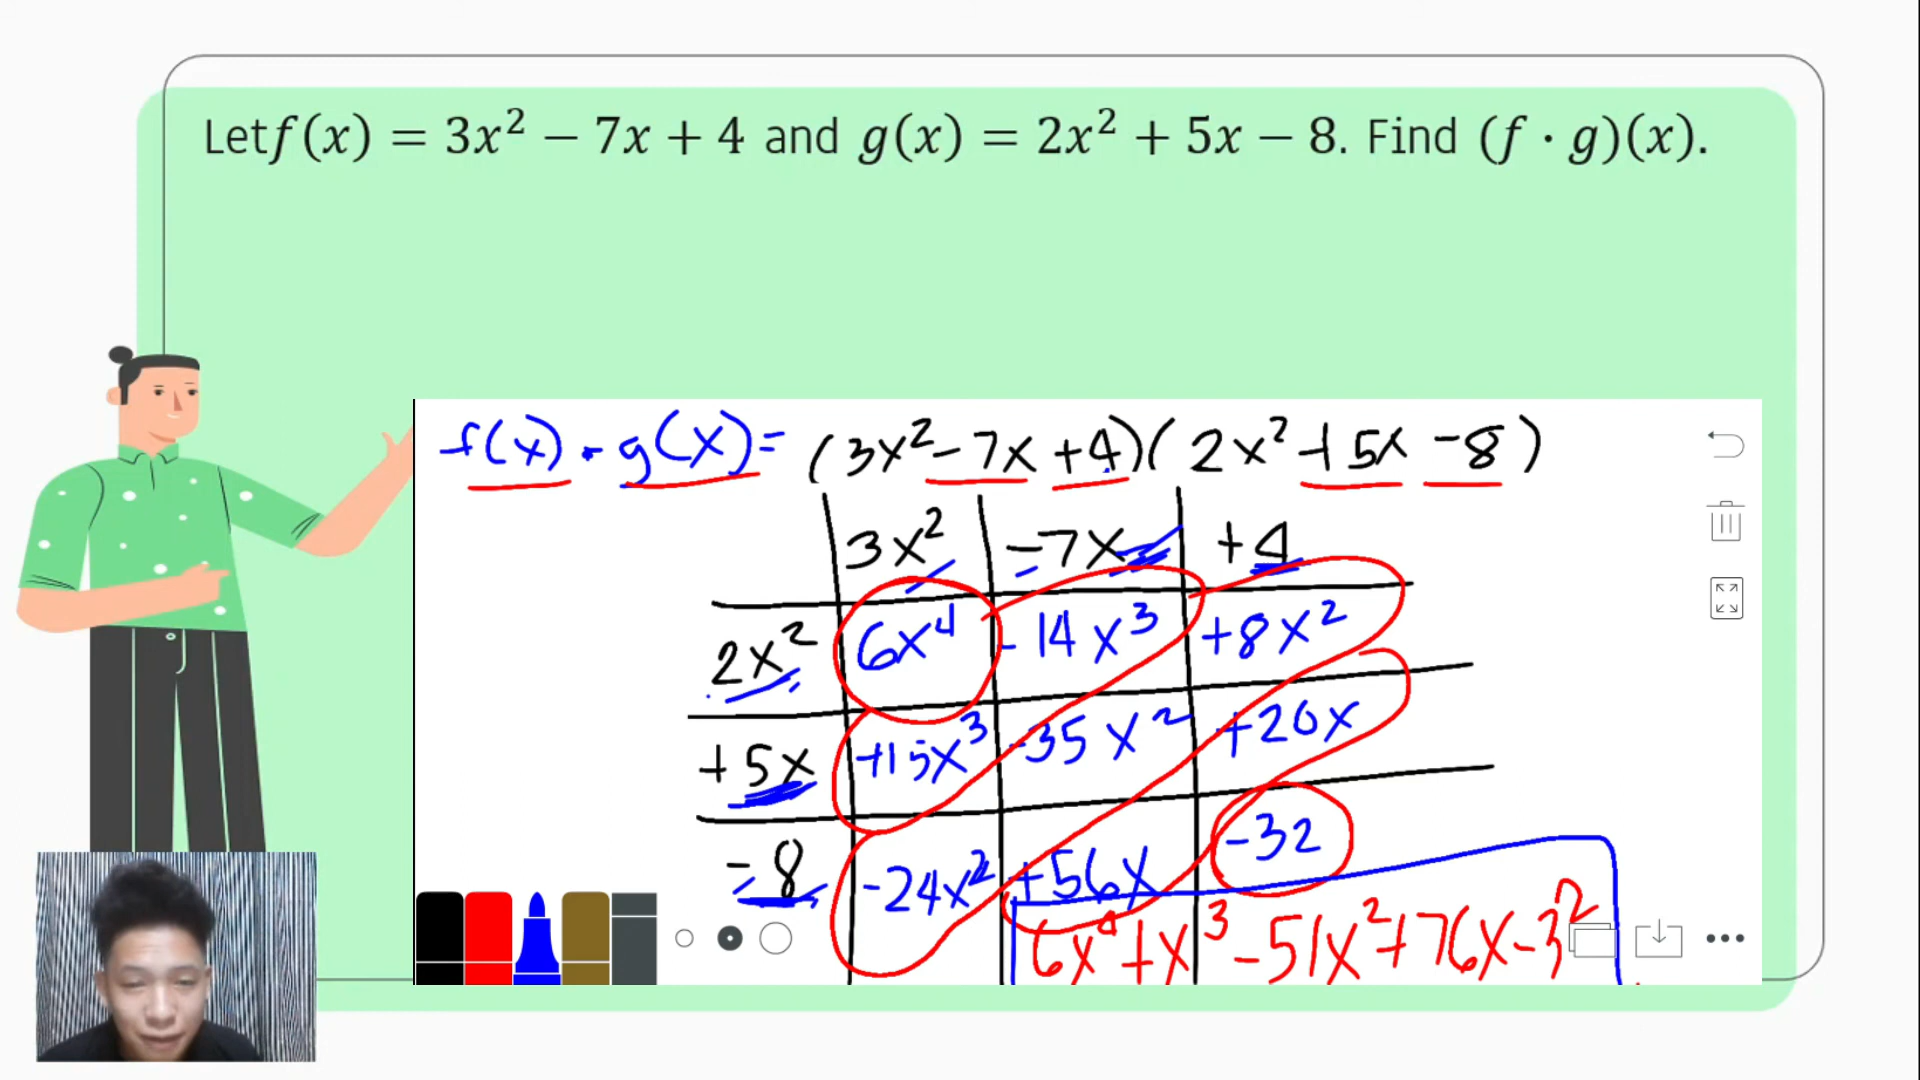 Let f(x) = 3x² − 7x + 4 and g(x) = 2x² + 5x − 8. Find (f · g)(x).
f(x) · g(x) = (3x² - 7x + 4)(2x² + 5x - 8)
3x² -7x +4
2x² 6x⁴ -14x³ +8x²
+5x +15x³ -35x² +20x
-8 -24x² +56x -32
6x⁴ + x³ - 51x² + 76x - 32